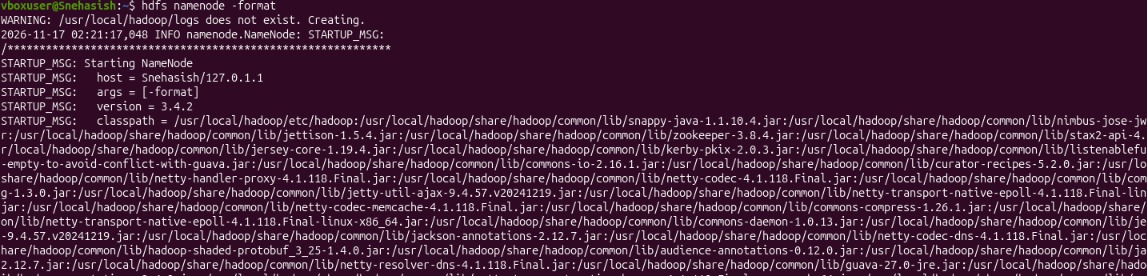 vboxuser@Snehasish:~$ hdfs namenode -format
WARNING: /usr/local/hadoop/logs does not exist. Creating.
2026-11-17 02:21:17,048 INFO namenode.NameNode: STARTUP_MSG:
/************************************************************
STARTUP_MSG: Starting NameNode
STARTUP_MSG:   host = Snehasish/127.0.1.1
STARTUP_MSG:   args = [-format]
STARTUP_MSG:   version = 3.4.2
STARTUP_MSG:   classpath = /usr/local/hadoop/etc/hadoop:/usr/local/hadoop/share/hadoop/common/lib/snappy-java-1.1.10.4.jar:/usr/local/hadoop/share/hadoop/common/lib/nimbus-jose-jw
r:/usr/local/hadoop/share/hadoop/common/lib/jettison-1.5.4.jar:/usr/local/hadoop/share/hadoop/common/lib/zookeeper-3.8.4.jar:/usr/local/hadoop/share/hadoop/common/lib/stax2-api-4.
r:/usr/local/hadoop/share/hadoop/common/lib/jersey-core-1.19.4.jar:/usr/local/hadoop/share/hadoop/common/lib/kerby-pkix-2.0.3.jar:/usr/local/hadoop/share/hadoop/common/lib/listenablefu
-empty-to-avoid-conflict-with-guava.jar:/usr/local/hadoop/share/hadoop/common/lib/commons-io-2.16.1.jar:/usr/local/hadoop/share/hadoop/common/lib/curator-recipes-5.2.0.jar:/usr/local/
share/hadoop/common/lib/netty-handler-proxy-4.1.118.Final.jar:/usr/local/hadoop/share/hadoop/common/lib/netty-codec-4.1.118.Final.jar:/usr/local/hadoop/share/hadoop/common/lib/
g-1.3.0.jar:/usr/local/hadoop/share/hadoop/common/lib/jetty-util-ajax-9.4.57.v20241219.jar:/usr/local/hadoop/share/hadoop/common/lib/netty-transport-native-epoll-4.1.118.Final-lin
jar:/usr/local/hadoop/share/hadoop/common/lib/netty-codec-memcache-4.1.118.Final.jar:/usr/local/hadoop/share/hadoop/common/lib/commons-compress-1.26.1.jar:/usr/local/hadoop/share/
on/lib/netty-transport-native-epoll-4.1.118.Final-linux-x86_64.jar:/usr/local/hadoop/share/hadoop/common/lib/commons-daemon-1.0.13.jar:/usr/local/hadoop/share/hadoop/common/lib/je
-9.4.57.v20241219.jar:/usr/local/hadoop/share/hadoop/common/lib/jackson-annotations-2.12.7.jar:/usr/local/hadoop/share/hadoop/common/lib/netty-codec-dns-4.1.118.Final.jar:/usr/loc
hare/hadoop/common/lib/hadoop-shaded-protobuf_3_25-1.4.0.jar:/usr/local/hadoop/share/hadoop/common/lib/audience-annotations-0.12.0.jar:/usr/local/hadoop/share/hadoop/common/lib/jd
2.12.7.jar:/usr/local/hadoop/share/hadoop/common/lib/netty-resolver-dns-4.1.118.Final.jar:/usr/local/hadoop/share/hadoop/common/lib/guava-27.0-jre.jar:/usr/local/hadoop/share/hado